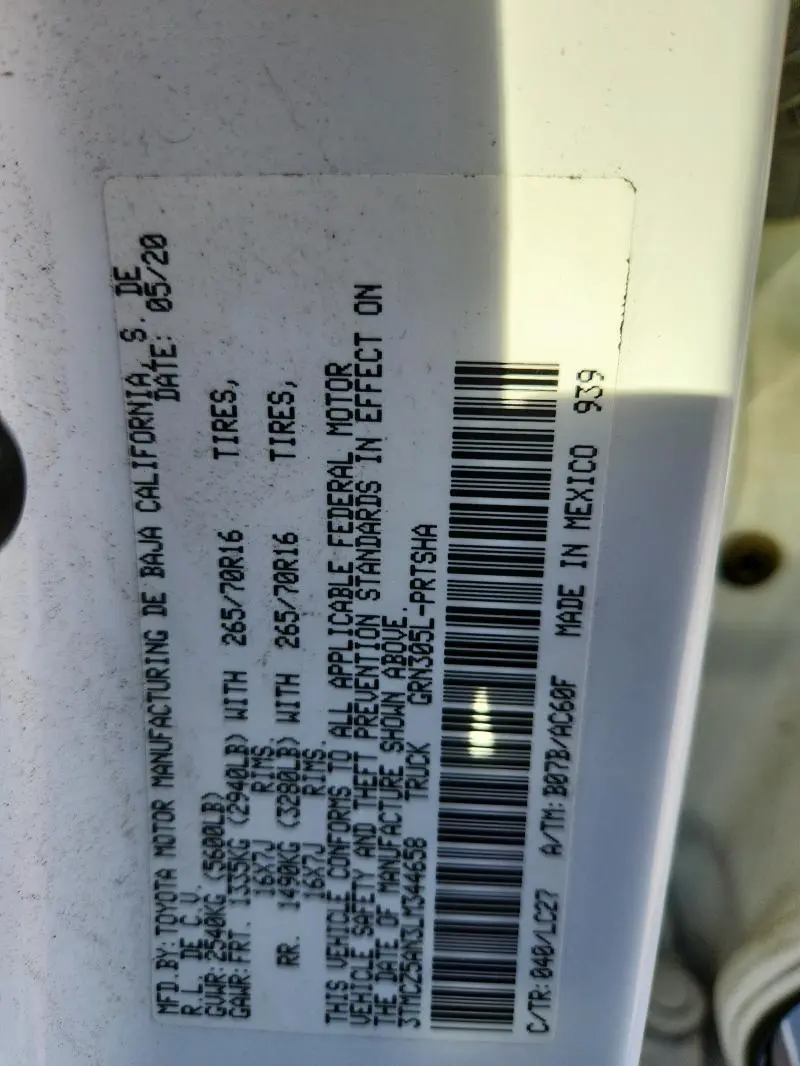 MFD.BY: TOYOTA MOTOR MANUFACTURING DE BAJA CALIFORNIA, S. DE
R.L. DE C.V. DATE: 05/20
GVWR: 2540KG (5600LB)
GAWR: FRT. 1335KG (2940LB) WITH 265/70R16 TIRES,
16X7J RIMS.
RR. 1490KG (3280LB) WITH 265/70R16 TIRES,
16X7J RIMS.
THIS VEHICLE CONFORMS TO ALL APPLICABLE FEDERAL MOTOR
VEHICLE SAFETY AND THEFT PREVENTION STANDARDS IN EFFECT ON
THE DATE OF MANUFACTURE SHOWN ABOVE.
3TMCZ5AN3LM344658 TRUCK GRN305L-PRTSHA
C/TR: 040/LC27 A/TM: B07B/AC60F MADE IN MEXICO 939